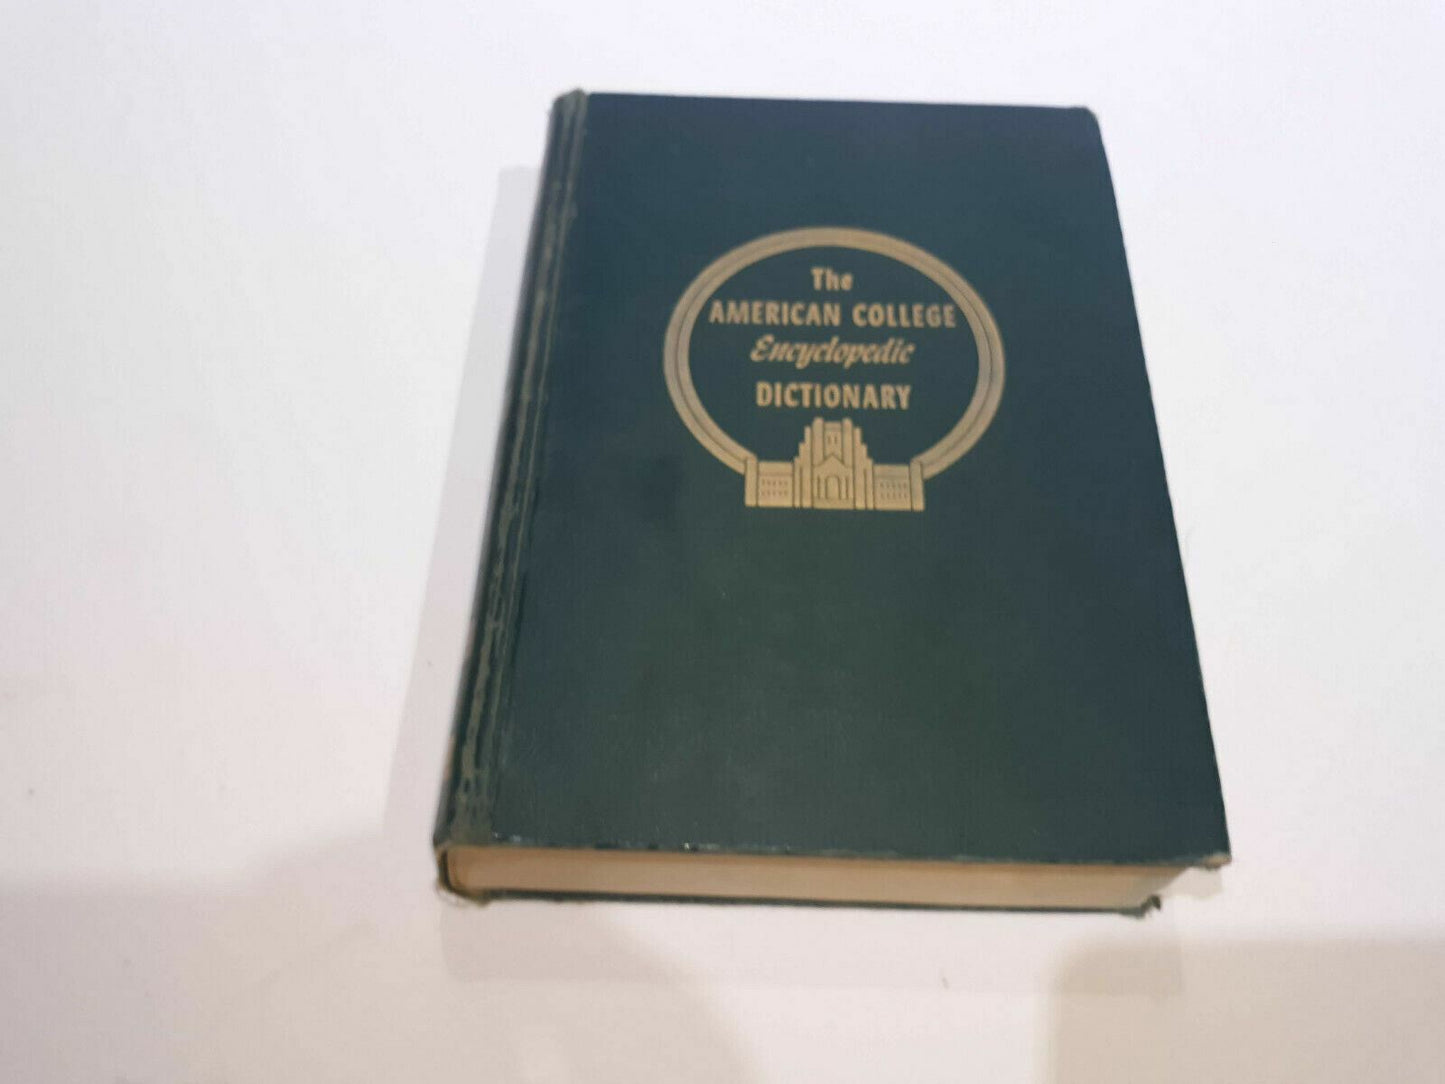 The
AMERICAN COLLEGE
Encyclopedic
DICTIONARY